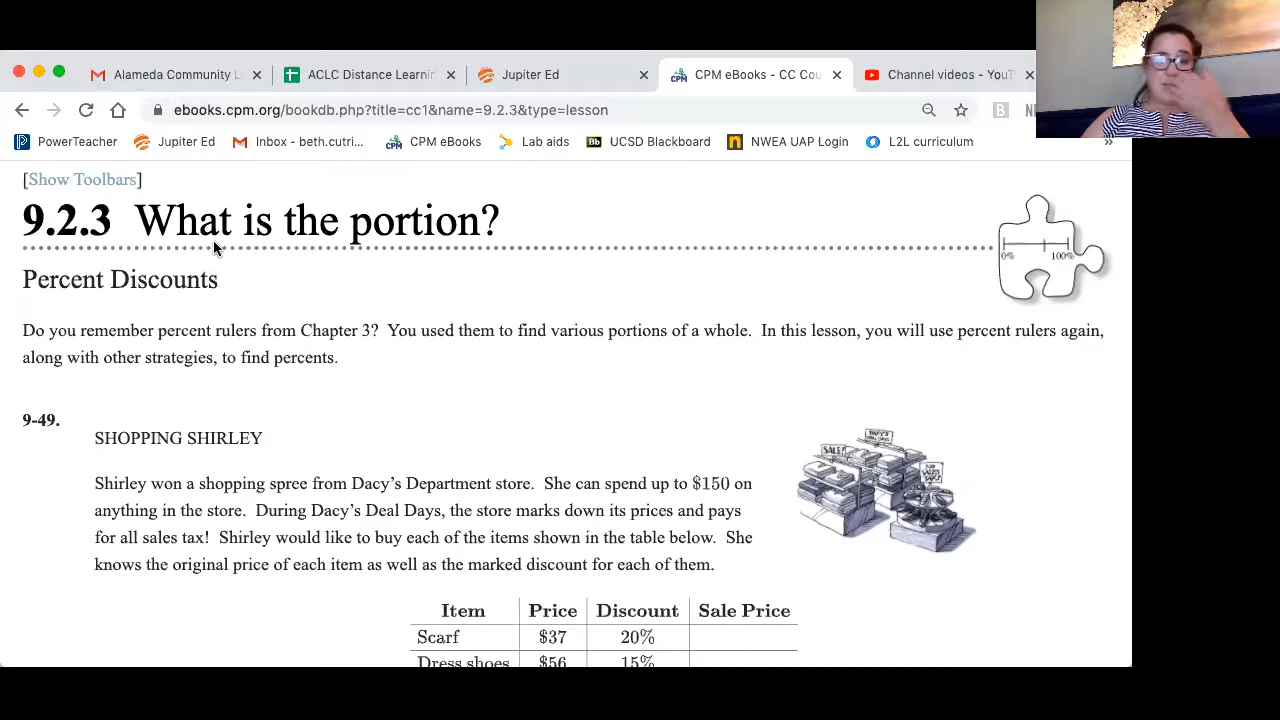 Alameda Community L
ACLC Distance Learnin
Jupiter Ed
CPM eBooks - CC Cou
Channel videos - YouT
ebooks.cpm.org/bookdb.php?title=cc1&name=9.2.3&type=lesson
PowerTeacher
Jupiter Ed
Inbox - beth.cutri...
CPM eBooks
Lab aids
Bb UCSD Blackboard
NWEA UAP Login
L2L curriculum
»
[Show Toolbars]
9.2.3 What is the portion?
0% 100%
Percent Discounts
Do you remember percent rulers from Chapter 3? You used them to find various portions of a whole. In this lesson, you will use percent rulers again,
along with other strategies, to find percents.
9-49.
SHOPPING SHIRLEY
Shirley won a shopping spree from Dacy’s Department store. She can spend up to $150 on
anything in the store. During Dacy’s Deal Days, the store marks down its prices and pays
for all sales tax! Shirley would like to buy each of the items shown in the table below. She
knows the original price of each item as well as the marked discount for each of them.
SALE!
Item Price Discount Sale Price
Scarf $37 20%
Dress shoes $56 15%